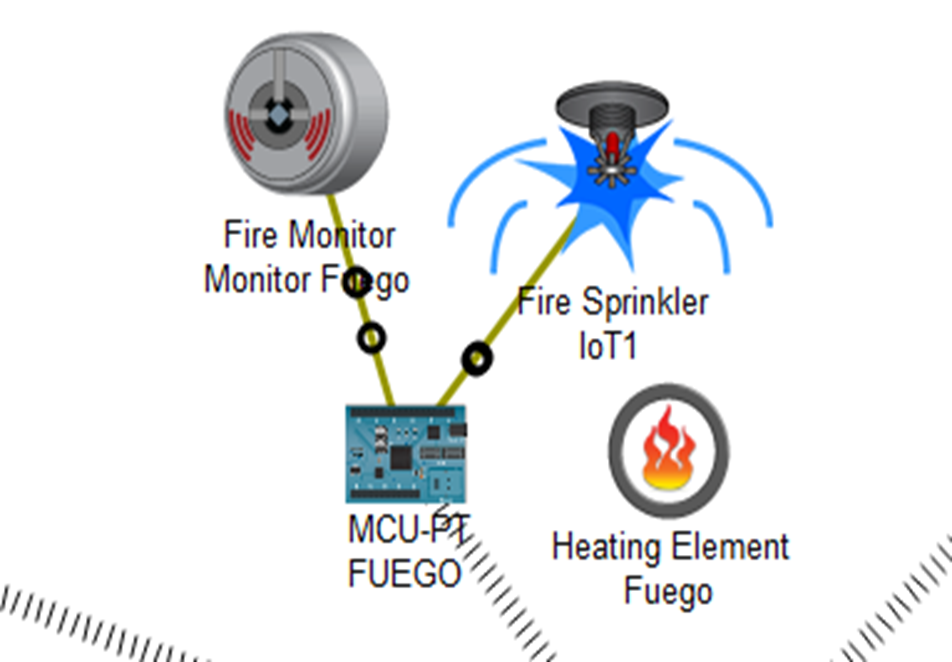 Fire Monitor
Monitor Fuego
Fire Sprinkler
IoT1
MCU-PT
FUEGO
Heating Element
Fuego